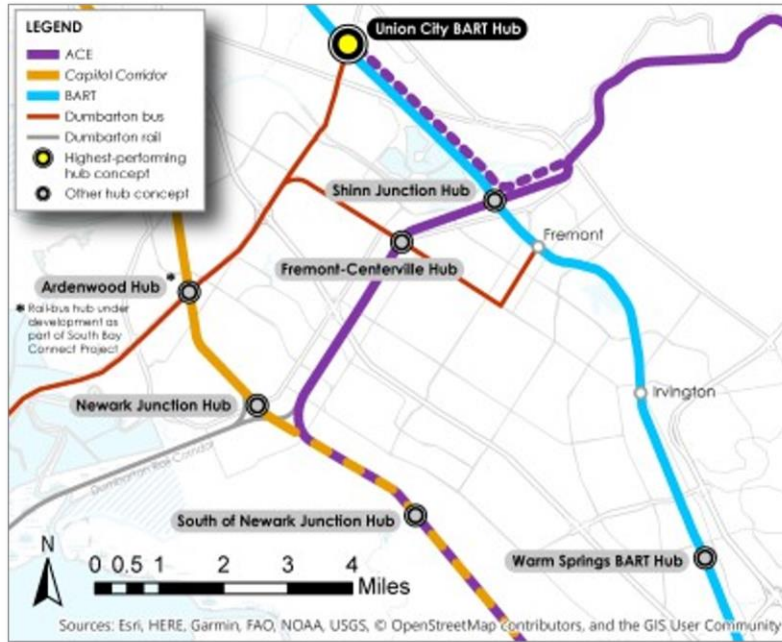 LEGEND
ACE
Capitol Corridor
BART
Dumbarton bus
Dumbarton rail
Highest-performing
hub concept
Other hub concept
Union City BART Hub
Shinn Junction Hub
Fremont
Fremont-Centerville Hub
Ardenwood Hub *
* Rail-bus hub under
development as
part of South Bay
Connect Project
Newark Junction Hub
Irvington
Dumbarton Rail Corridor
South of Newark Junction Hub
Warm Springs BART Hub
N
0 0.5 1 2 3 4
Miles
Sources: Esri, HERE, Garmin, FAO, NOAA, USGS, © OpenStreetMap contributors, and the GIS User Community